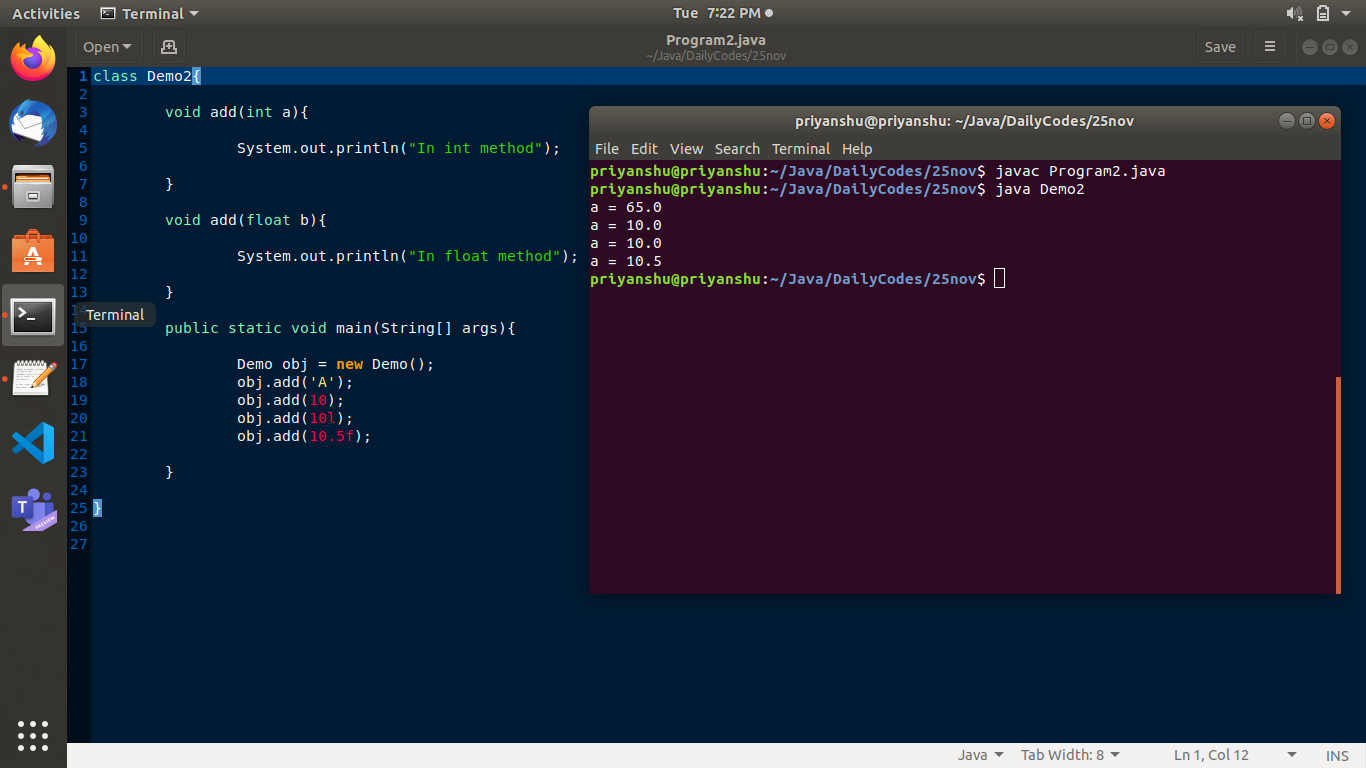 Activities Terminal Tue 7:22 PM
Open Program2.java Save
~/Java/DailyCodes/25nov
1 class Demo2{
2
3 void add(int a){
4
5 System.out.println("In int method");
6
7 }
8
9 void add(float b){
10
11 System.out.println("In float method");
12
13 }
Terminal
15 public static void main(String[] args){
16
17 Demo obj = new Demo();
18 obj.add('A');
19 obj.add(10);
20 obj.add(10l);
21 obj.add(10.5f);
22
23 }
24
25 }
26
27
priyanshu@priyanshu: ~/Java/DailyCodes/25nov
File Edit View Search Terminal Help
priyanshu@priyanshu:~/Java/DailyCodes/25nov$ javac Program2.java
priyanshu@priyanshu:~/Java/DailyCodes/25nov$ java Demo2
a = 65.0
a = 10.0
a = 10.0
a = 10.5
priyanshu@priyanshu:~/Java/DailyCodes/25nov$
T
PREVIEW
Java Tab Width: 8 Ln 1, Col 12 INS